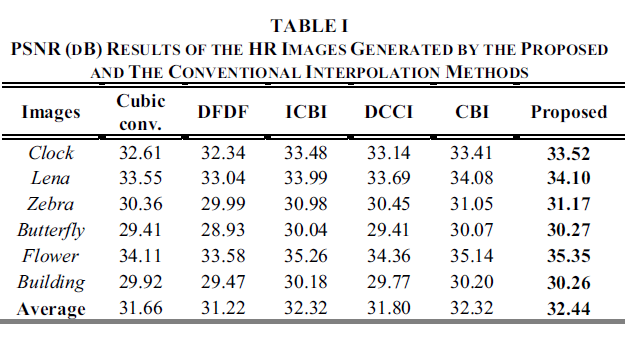 TABLE I
PSNR (DB) RESULTS OF THE HR IMAGES GENERATED BY THE PROPOSED
AND THE CONVENTIONAL INTERPOLATION METHODS
Images Cubic conv. DFDF ICBI DCCI CBI Proposed
Clock 32.61 32.34 33.48 33.14 33.41 33.52
Lena 33.55 33.04 33.99 33.69 34.08 34.10
Zebra 30.36 29.99 30.98 30.45 31.05 31.17
Butterfly 29.41 28.93 30.04 29.41 30.07 30.27
Flower 34.11 33.58 35.26 34.36 35.14 35.35
Building 29.92 29.47 30.18 29.77 30.20 30.26
Average 31.66 31.22 32.32 31.80 32.32 32.44